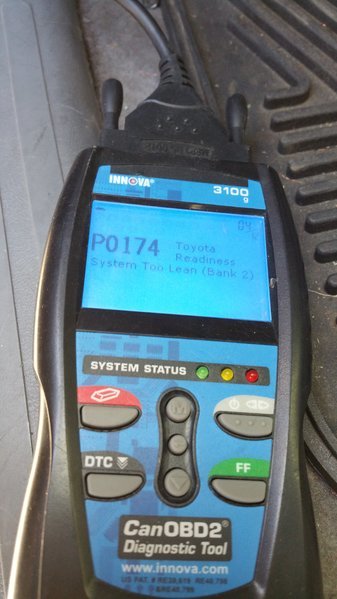 INNOVA®
3100
g
P0174
Toyota
Readiness
System Too Lean (Bank 2)
SYSTEM STATUS
M
DTC
FF
CanOBD2®
Diagnostic Tool
www.innova.com